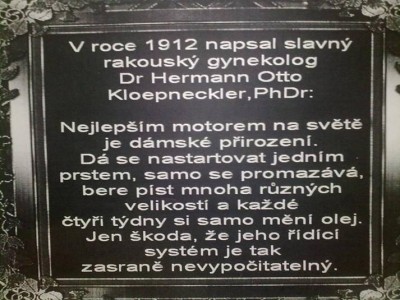 V roce 1912 napsal slavný
rakouský gynekolog
Dr Hermann Otto
Kloepneckler,PhDr:
Nejlepším motorem na světě
je dámské přirození.
Dá se nastartovat jedním
prstem, samo se promazává,
bere píst mnoha různých
velikostí a každé
čtyři týdny si samo mění olej.
Jen škoda, že jeho řídící
systém je tak
zasraně nevypočitatelný.